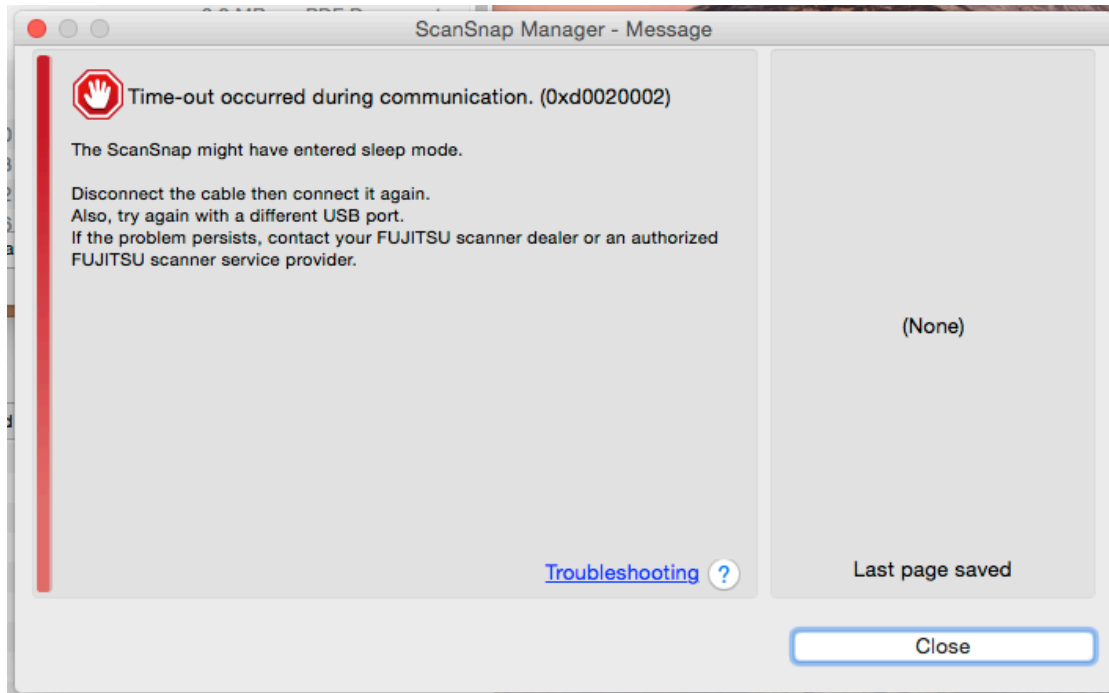 ScanSnap Manager - Message
Time-out occurred during communication. (0xd0020002)
The ScanSnap might have entered sleep mode.
Disconnect the cable then connect it again.
Also, try again with a different USB port.
If the problem persists, contact your FUJITSU scanner dealer or an authorized
FUJITSU scanner service provider.
(None)
Troubleshooting ?
Last page saved
Close